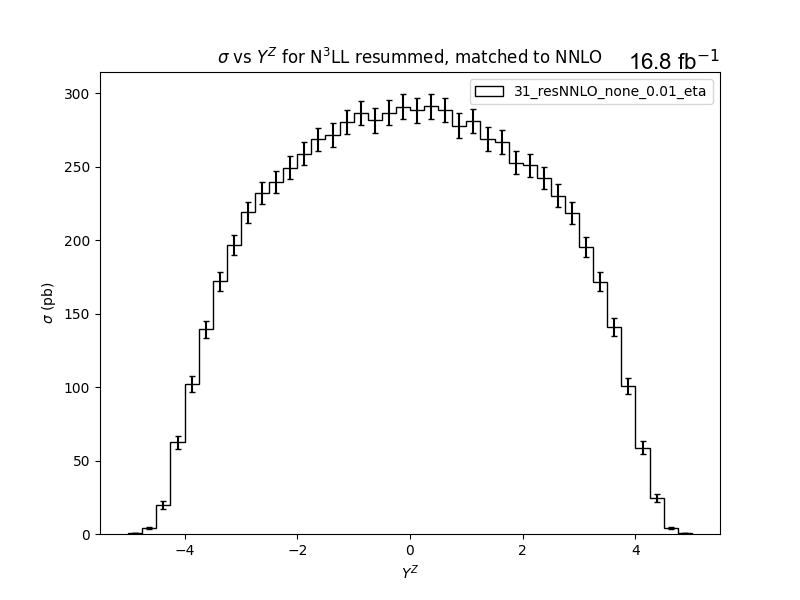 σ vs Y^Z for N³LL resummed, matched to NNLO
16.8 fb⁻¹
31_resNNLO_none_0.01_eta
300
250
200
150
100
50
0
σ (pb)
−4 −2 0 2 4
Y^Z